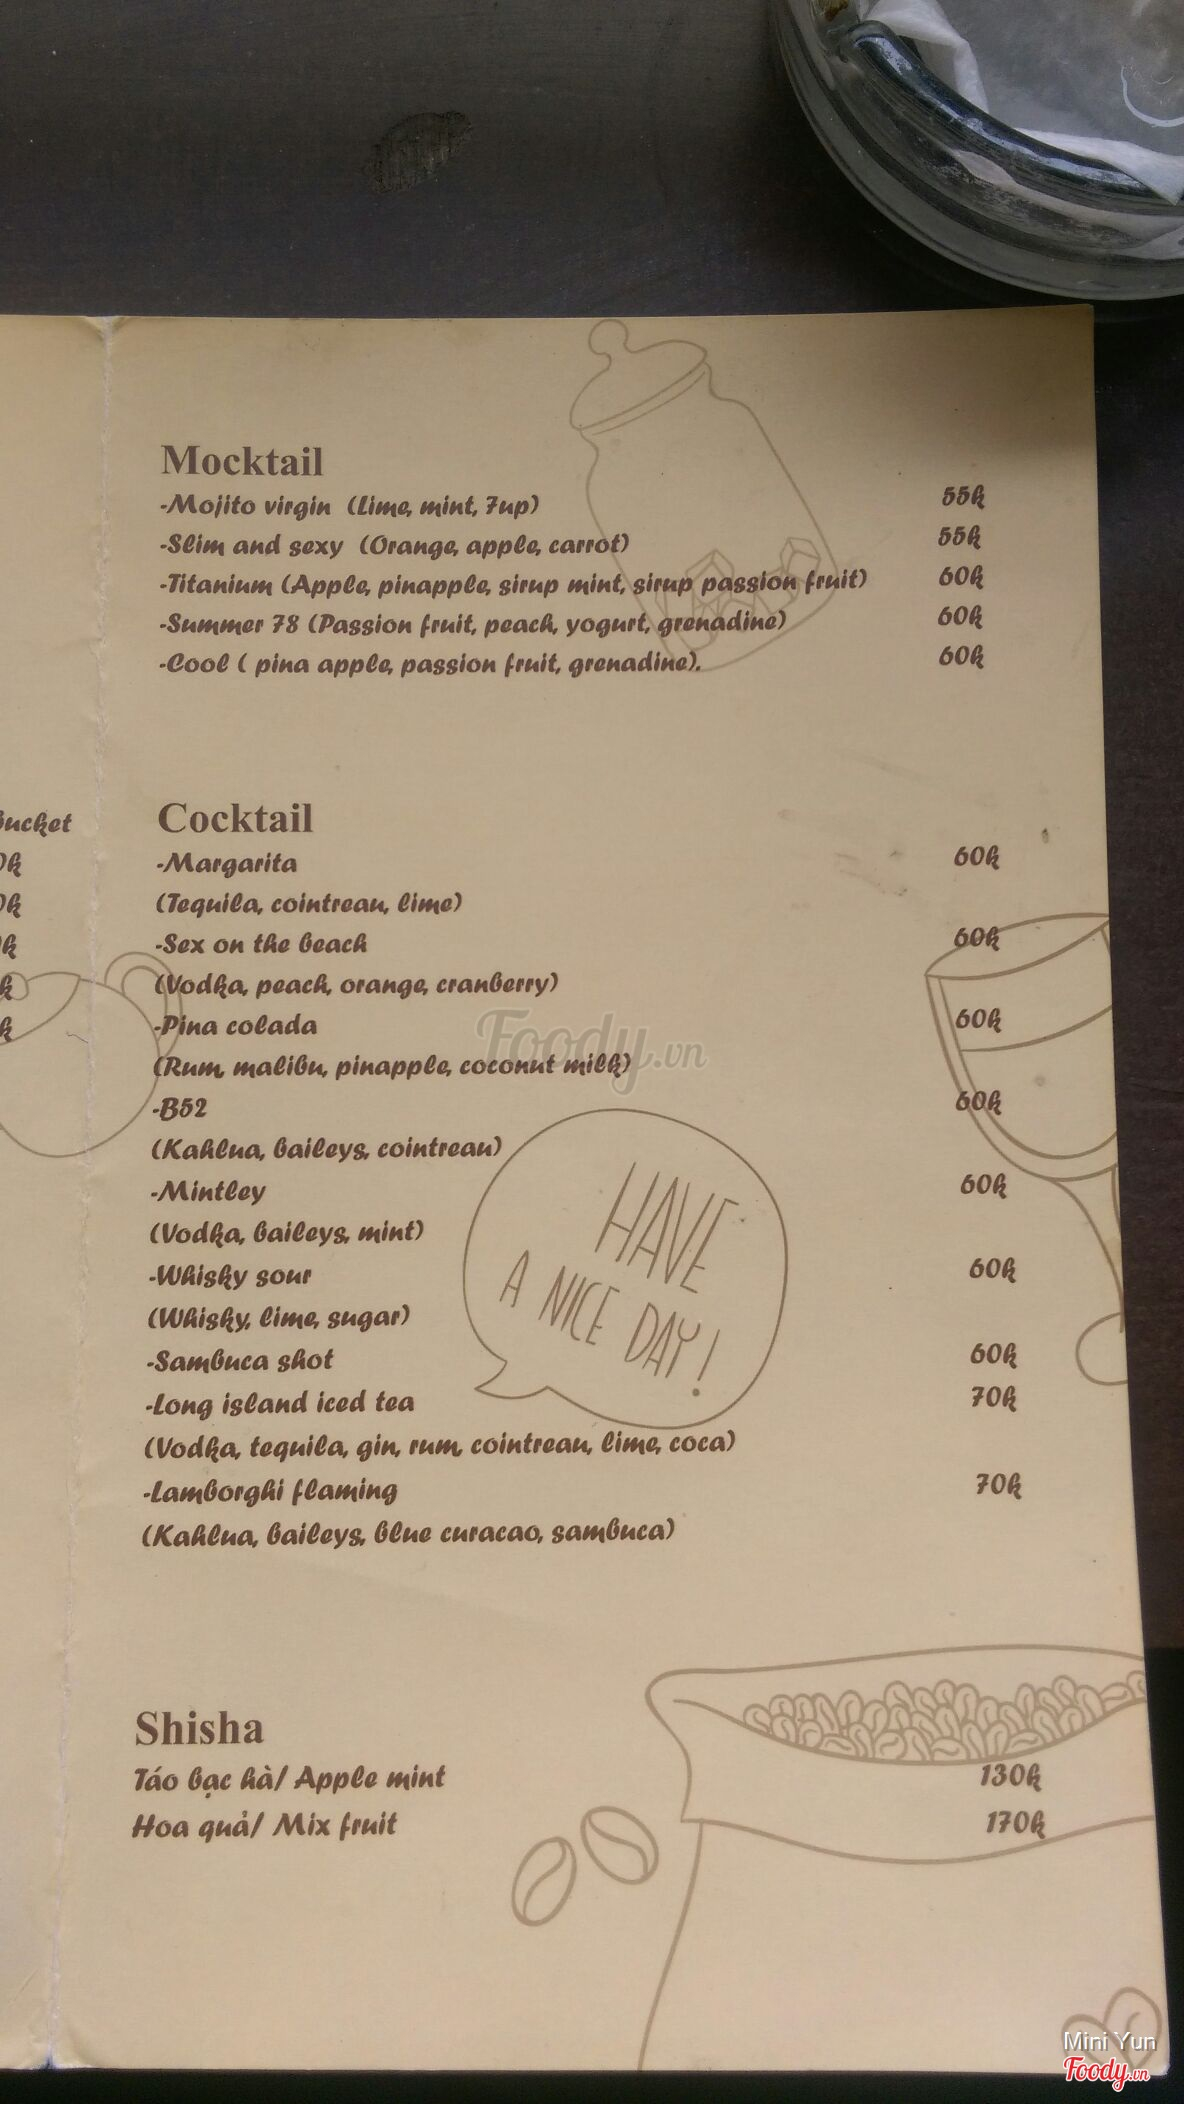 Mocktail
-Mojito virgin (Lime, mint, 7up) 55k
-Slim and sexy (Orange, apple, carrot) 55k
-Titanium (Apple, pinapple, sirup mint, sirup passion fruit) 60k
-Summer 78 (Passion fruit, peach, yogurt, grenadine) 60k
-Cool ( pina apple, passion fruit, grenadine). 60k
Cocktail
-Margarita 60k
(Tequila, cointreau, lime)
-Sex on the beach 60k
(Vodka, peach, orange, cranberry)
-Pina colada 60k
(Rum, malibu, pinapple, coconut milk)
-B52 60k
(Kahlua, baileys, cointreau)
-Mintley 60k
(Vodka, baileys, mint)
-Whisky sour 60k
(Whisky, lime, sugar)
-Sambuca shot 60k
-Long island iced tea 70k
(Vodka, tequila, gin, rum, cointreau, lime, coca)
-Lamborghi flaming 70k
(Kahlua, baileys, blue curacao, sambuca)
HAVE
A NICE DAY!
Shisha
Táo bạc hà/ Apple mint 130k
Hoa quả/ Mix fruit 170k
Foody.vn
Mini Yun
Foody.vn